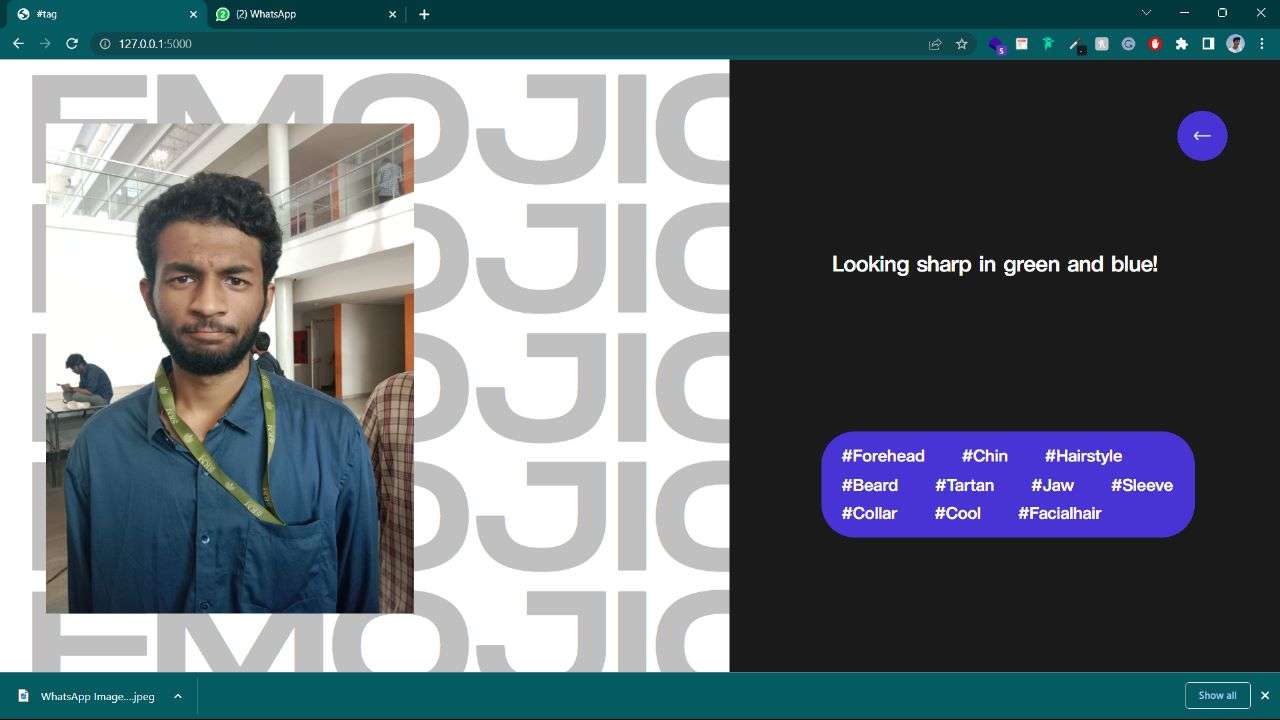 #tag
(2) WhatsApp
127.0.0.1:5000
5
EMOJIC
OJIC
OJIC
OJIC
EMOJIC
Looking sharp in green and blue!
#Forehead #Chin #Hairstyle
#Beard #Tartan #Jaw #Sleeve
#Collar #Cool #Facialhair
WhatsApp Image....jpeg
Show all